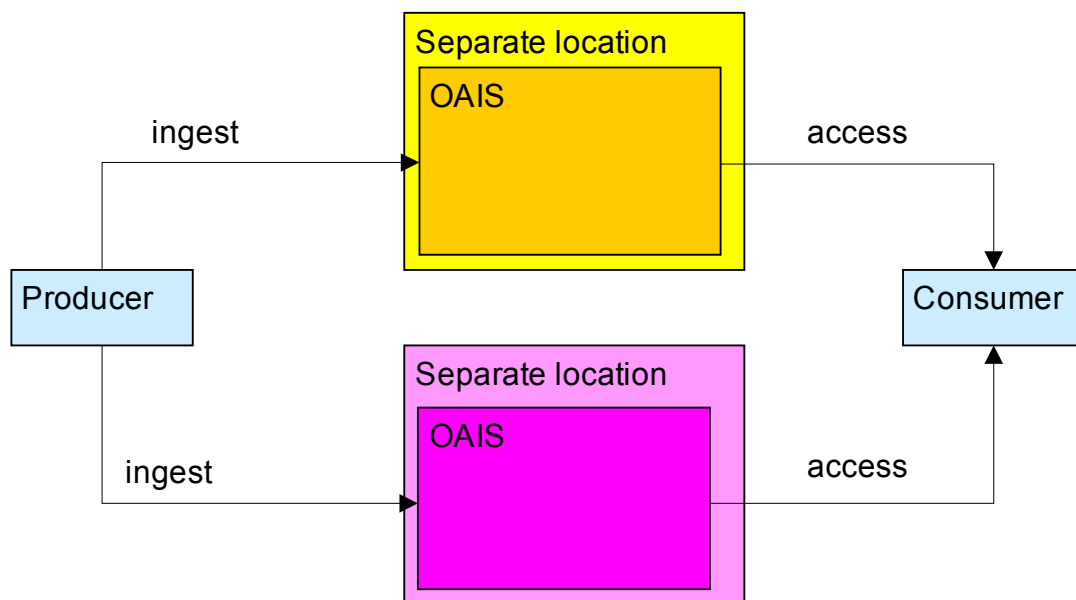 Separate location
OAIS
ingest
access
Producer
Consumer
Separate location
OAIS
ingest
access